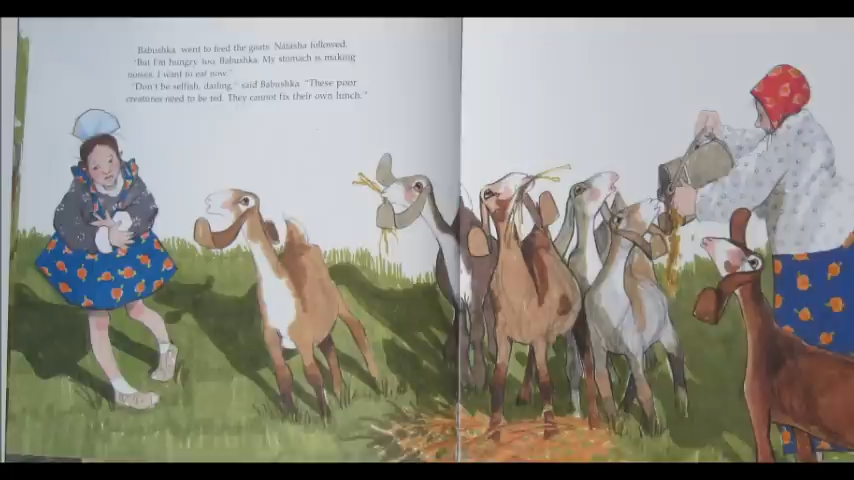 Babushka went to feed the goats. Natasha followed.
"But I'm hungry too, Babushka. My stomach is making
noises. I want to eat now."
"Don't be selfish, darling," said Babushka. "These poor
creatures need to be fed. They cannot fix their own lunch."